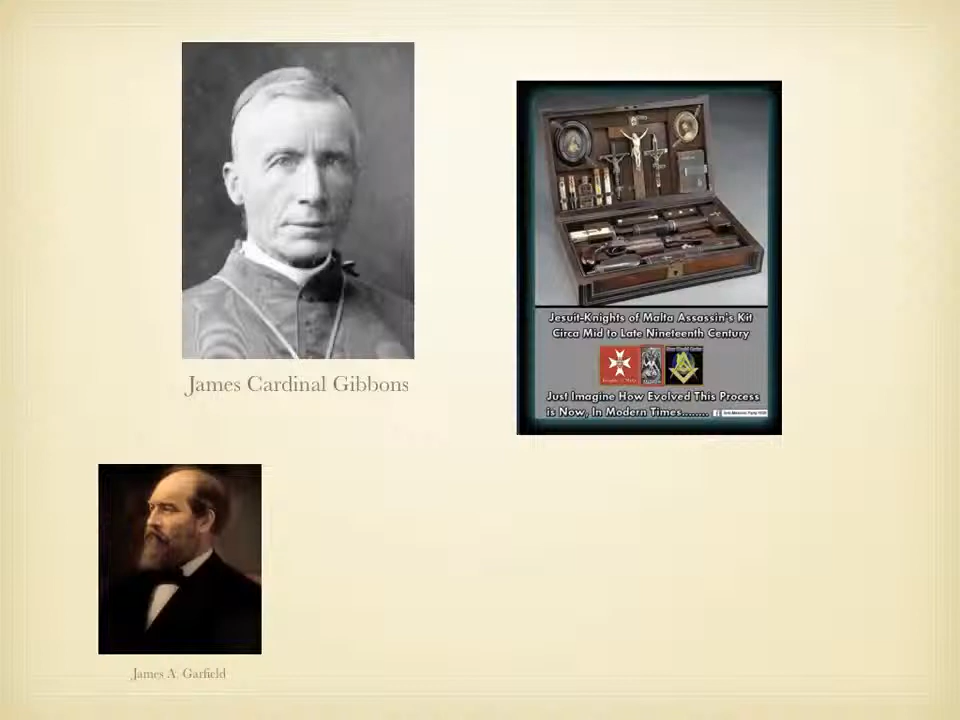 James Cardinal Gibbons
Jesuit-Knights of Malta Assassin's Kit
Circa Mid to Late Nineteenth Century
Just Imagine How Evolved This Process
is Now, In Modern Times........
James A. Garfield